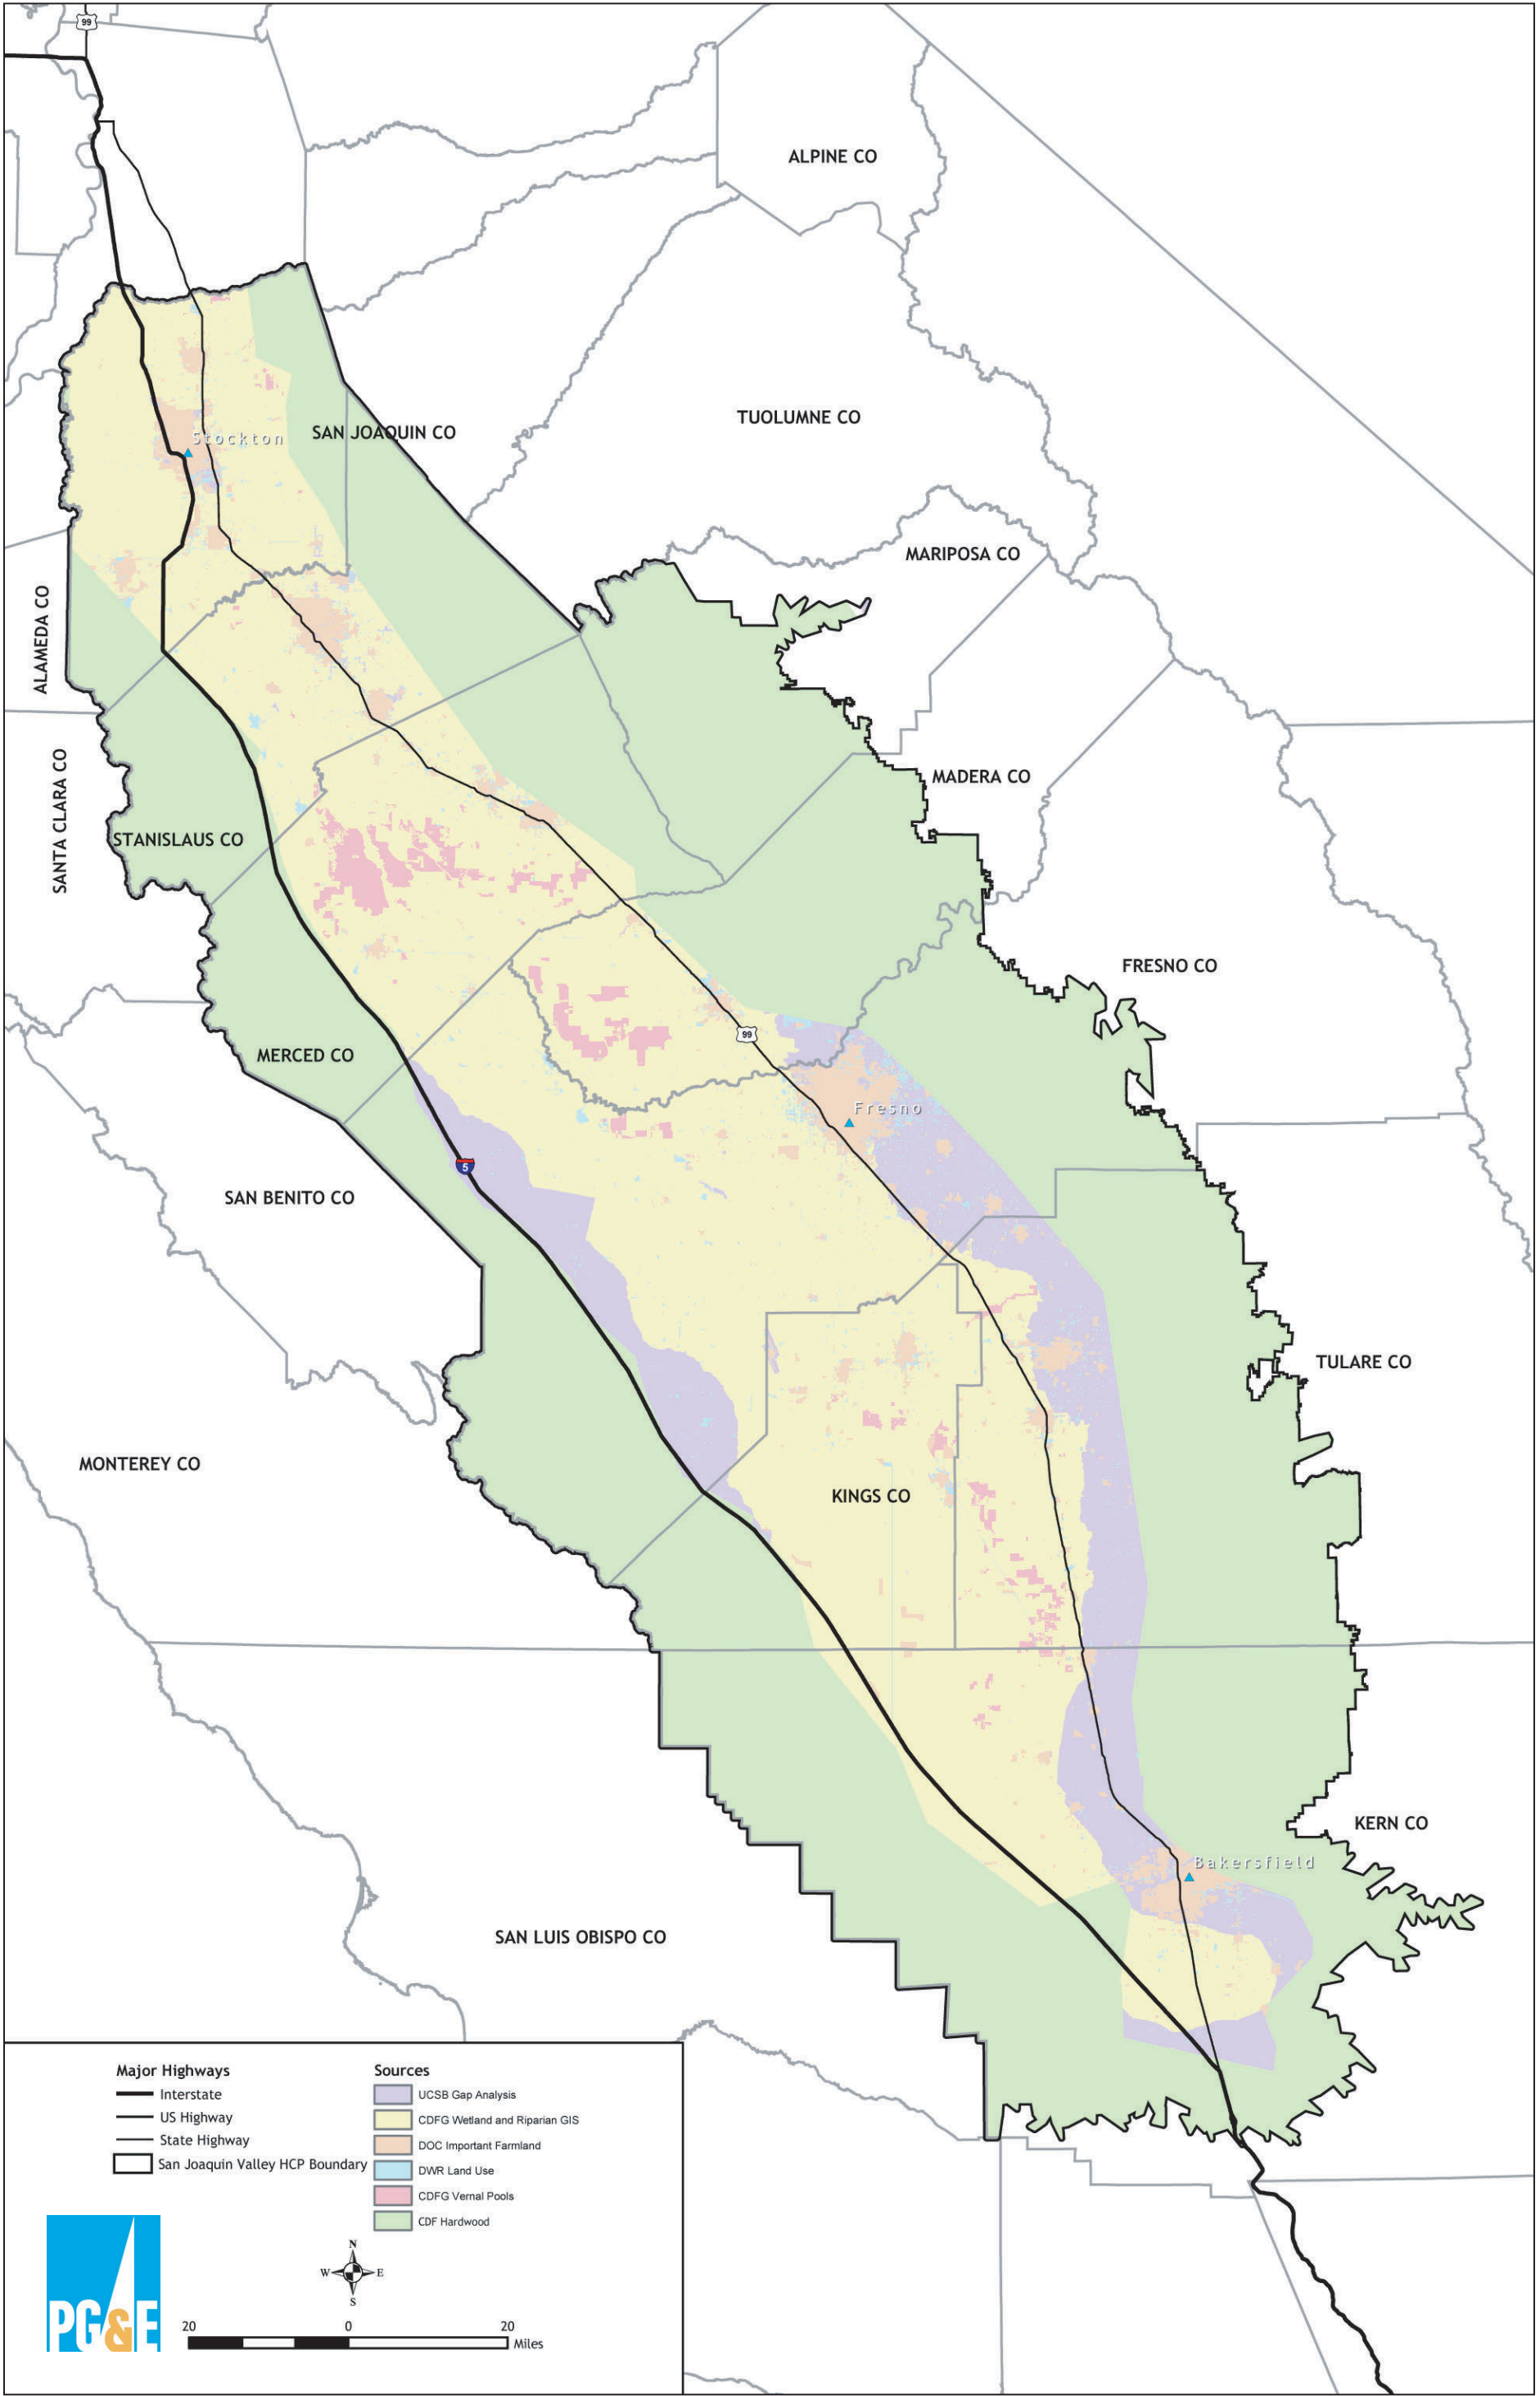 99
ALPINE CO
TUOLUMNE CO
SAN JOAQUIN CO
Stockton
MARIPOSA CO
ALAMEDA CO
MADERA CO
SANTA CLARA CO
STANISLAUS CO
FRESNO CO
99
MERCED CO
Fresno
5
SAN BENITO CO
TULARE CO
MONTEREY CO
KINGS CO
KERN CO
Bakersfield
SAN LUIS OBISPO CO
Major Highways
Interstate
US Highway
State Highway
San Joaquin Valley HCP Boundary
Sources
UCSB Gap Analysis
CDFG Wetland and Riparian GIS
DOC Important Farmland
DWR Land Use
CDFG Vernal Pools
CDF Hardwood
N
W E
S
PG&E
20 0 20
Miles